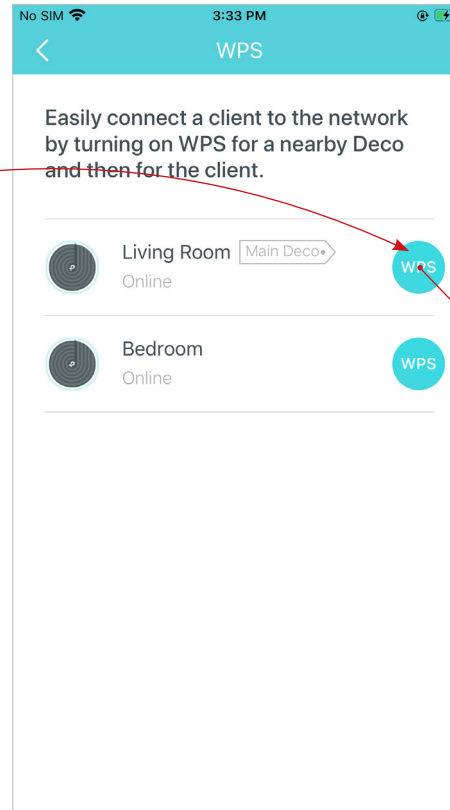 No SIM 3:33 PM
WPS
Easily connect a client to the network
by turning on WPS for a nearby Deco
and then for the client.
Living Room Main Deco
Online
WPS
Bedroom
Online
WPS